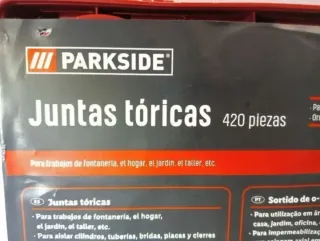 PARKSIDE®
Juntas tóricas 420 piezas
Para trabajos de fontanería, el hogar, el jardín, el taller, etc.
ES Juntas tóricas
· Para trabajos de fontanería, el hogar,
el jardín, el taller, etc.
· Para aislar cilindros, tuberías, bridas, placas y cierres
PT Sortido de o-
· Para utilização em ár
casa, jardim, oficina,
· Para impermeabiliza